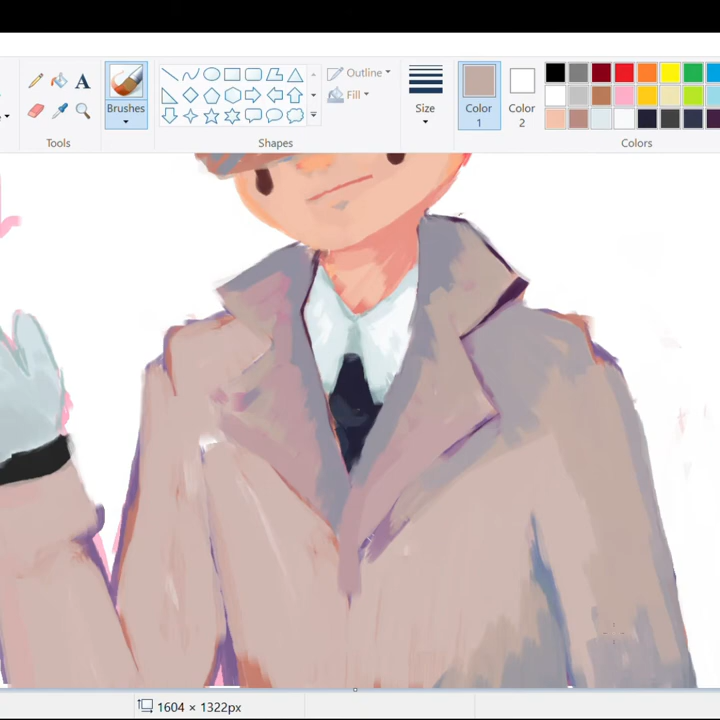 A
Brushes
Outline
Fill
Size
Color
1
Color
2
Tools
Shapes
Colors
1604 × 1322px